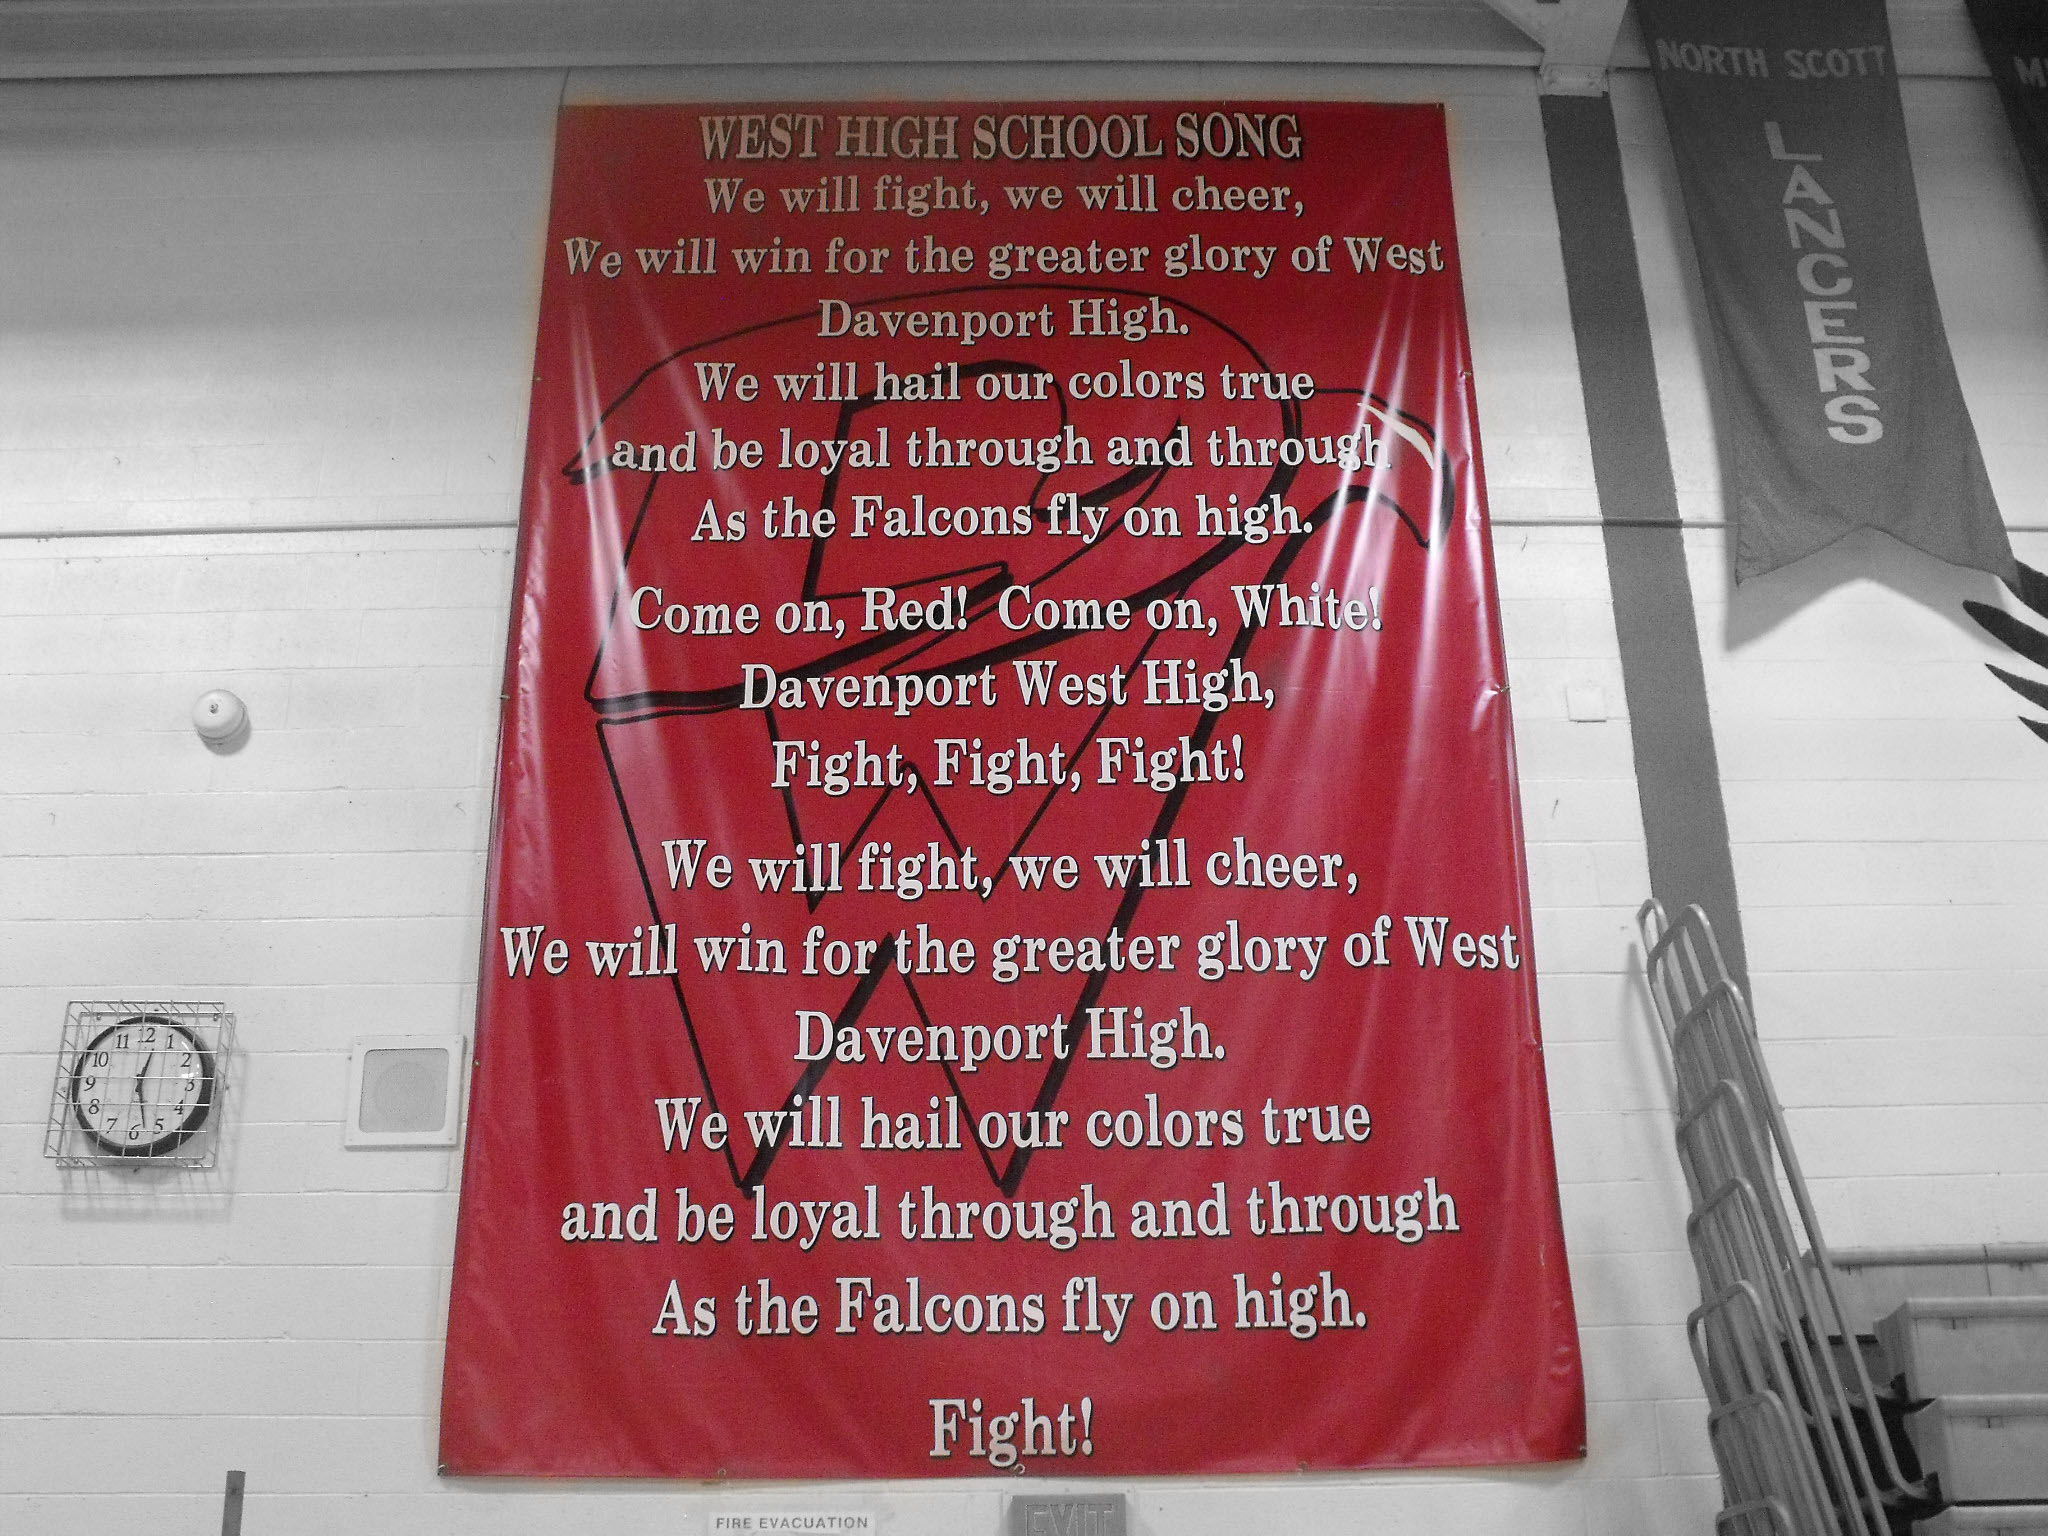 WEST HIGH SCHOOL SONG
We will fight, we will cheer,
We will win for the greater glory of West
Davenport High.
We will hail our colors true
and be loyal through and through
As the Falcons fly on high.
Come on, Red! Come on, White!
Davenport West High,
Fight, Fight, Fight!
We will fight, we will cheer,
We will win for the greater glory of West
Davenport High.
We will hail our colors true
and be loyal through and through
As the Falcons fly on high.
Fight!
NORTH SCOTT
LANCERS
12
1
2
3
4
5
6
7
8
9
10
11
FIRE EVACUATION
EXIT